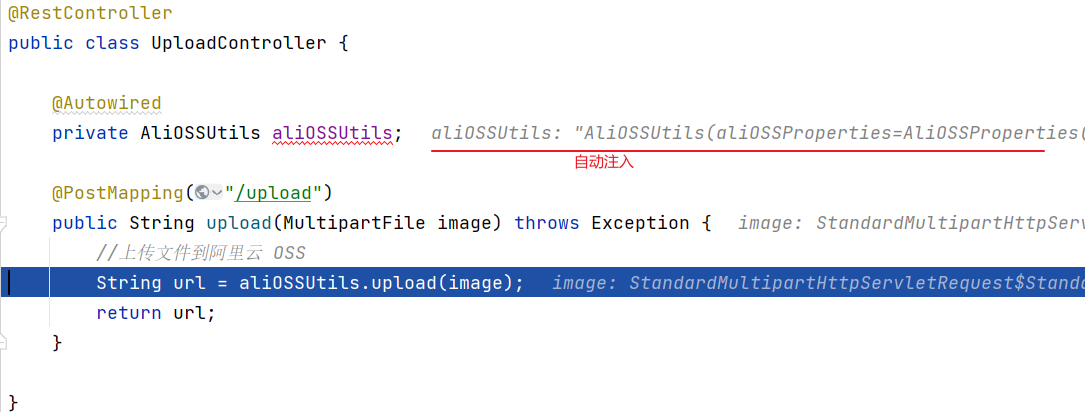 @RestController
public class UploadController {
@Autowired
private AliOSSUtils aliOSSUtils; aliOSSUtils: "AliOSSUtils(aliOSSProperties=AliOSSProperties(
自动注入
@PostMapping("/upload")
public String upload(MultipartFile image) throws Exception { image: StandardMultipartHttpServ
//上传文件到阿里云 OSS
String url = aliOSSUtils.upload(image); image: StandardMultipartHttpServletRequest$Standa
return url;
}
}